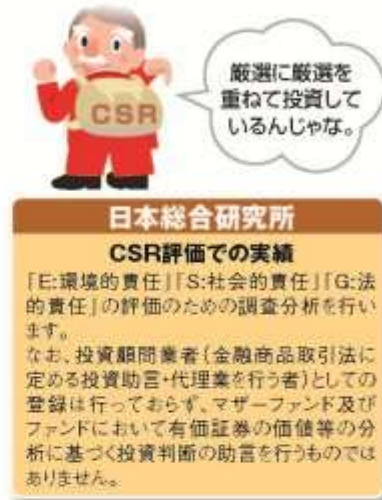 CSR
厳選に厳選を
重ねて投資して
いるんじゃな。
日本総合研究所
CSR評価での実績
「E:環境的責任」「S:社会的責任」「G:法
的責任」の評価のための調査分析を行い
ます。
なお、投資顧問業者(金融商品取引法に
定める投資助言・代理業を行う者)としての
登録は行っておらず、マザーファンド及び
ファンドにおいて有価証券の価値等の分
析に基づく投資判断の助言を行うものでは
ありません。